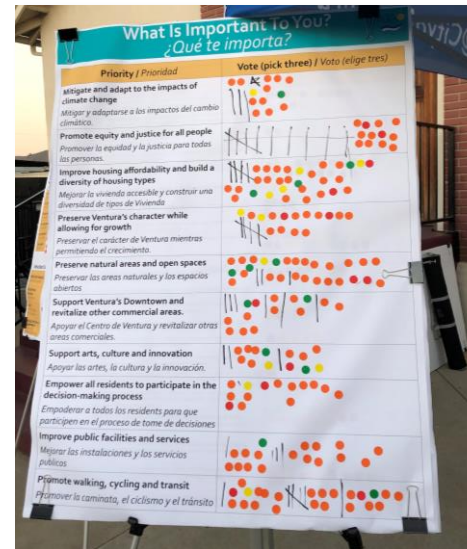 What Is Important To You?
¿Qué te importa?
Priority / Prioridad
Vote (pick three) / Voto (elige tres)
Mitigate and adapt to the impacts of
climate change
Mitigar y adaptarse a los impactos del cambio
climático.
Promote equity and justice for all people
Promover la equidad y la justicia para todas
las personas.
Improve housing affordability and build a
diversity of housing types
Mejorar la vivienda accesible y construir una
diversidad de tipos de Vivienda
Preserve Ventura's character while
allowing for growth
Preservar el carácter de Ventura mientras
permitiendo el crecimiento.
Preserve natural areas and open spaces
Preservar las areas naturales y los espacios
abiertos
Support Ventura's Downtown and
revitalize other commercial areas.
Apoyar el Centro de Ventura y revitalizar otras
areas comerciales.
Support arts, culture and innovation
Apoyar las artes, la cultura y la innovación.
Empower all residents to participate in the
decision-making process
Empoderar a todos los residents para que
participen en el proceso de tome de decisiones
Improve public facilities and services
Mejorar las instalaciones y los servicios
publicos
Promote walking, cycling and transit
Promover la caminata, el ciclismo y el tránsito